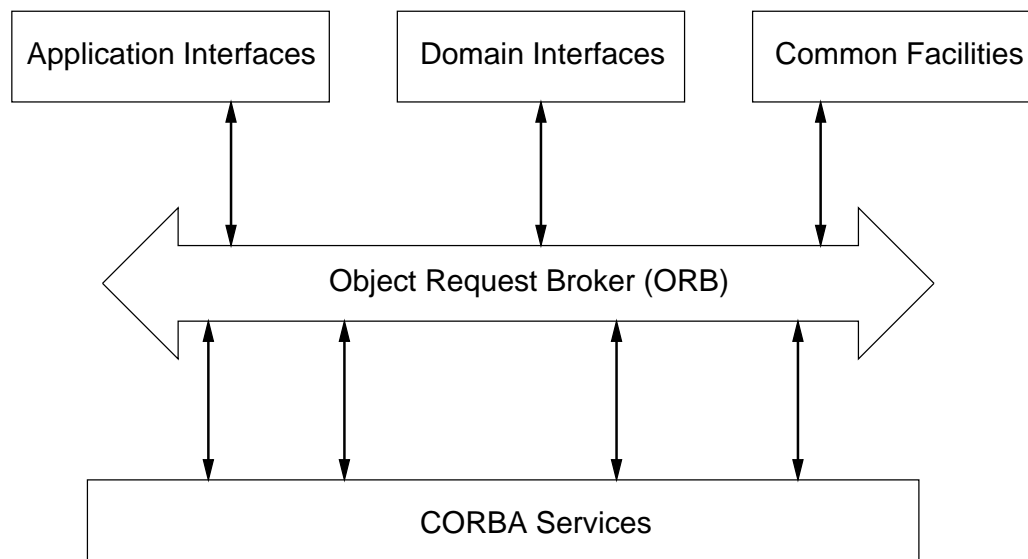 Application Interfaces
Domain Interfaces
Common Facilities
Object Request Broker (ORB)
CORBA Services